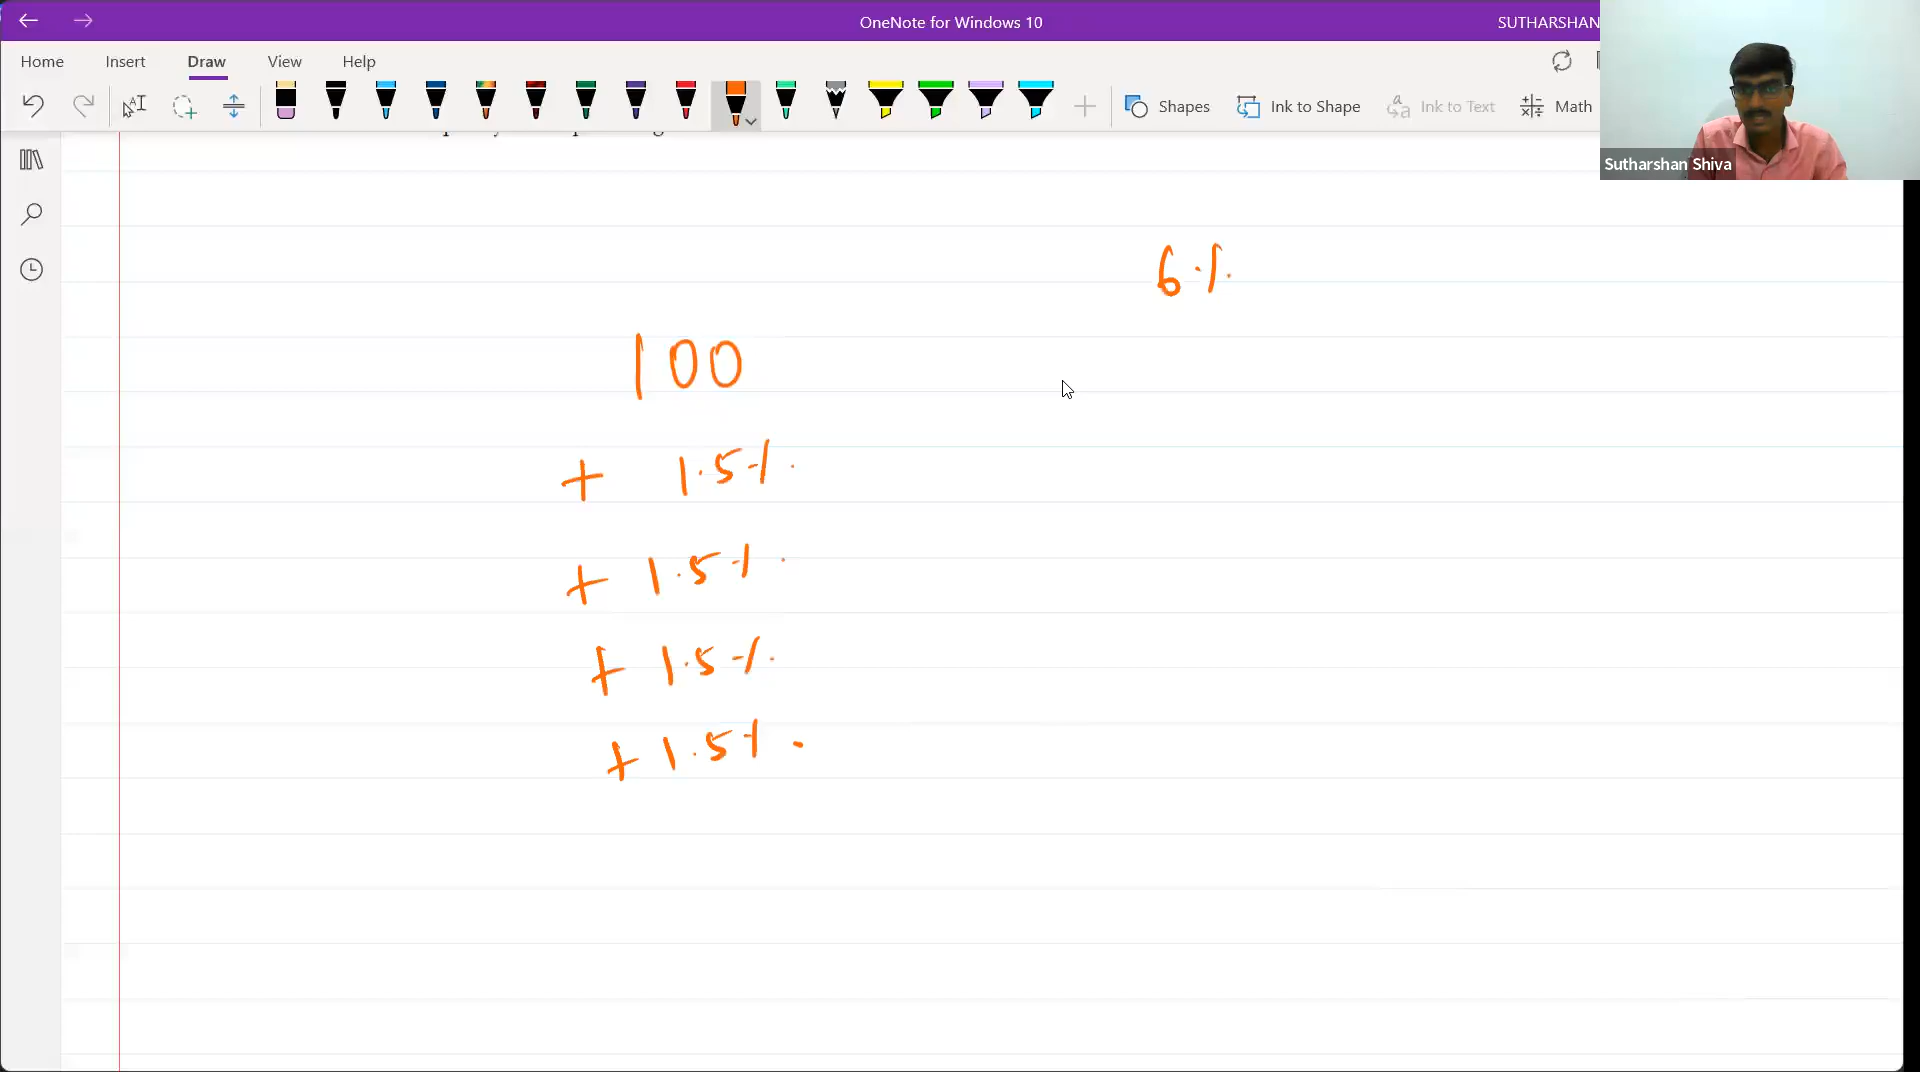 OneNote for Windows 10
SUTHARSHAN
Home Insert Draw View Help
Shapes Ink to Shape Ink to Text Math
Sutharshan Shiva
6%
100
+ 1.5%
+ 1.5%
+ 1.5%
+ 1.5%